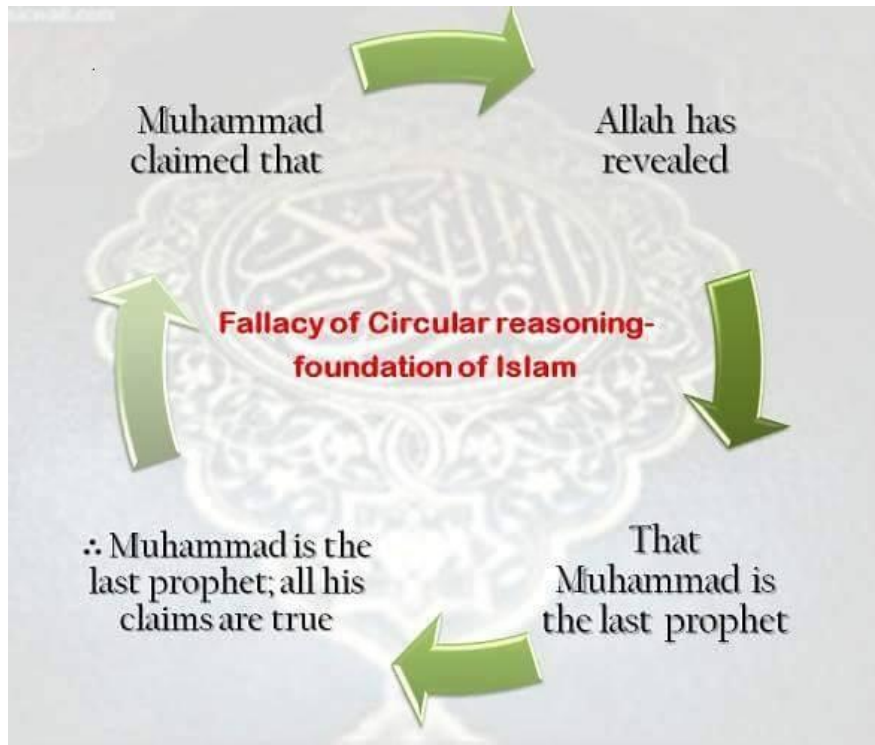 Muhammad
claimed that
Allah has
revealed
Fallacy of Circular reasoning-
foundation of Islam
That
Muhammad is
the last prophet
∴ Muhammad is the
last prophet; all his
claims are true